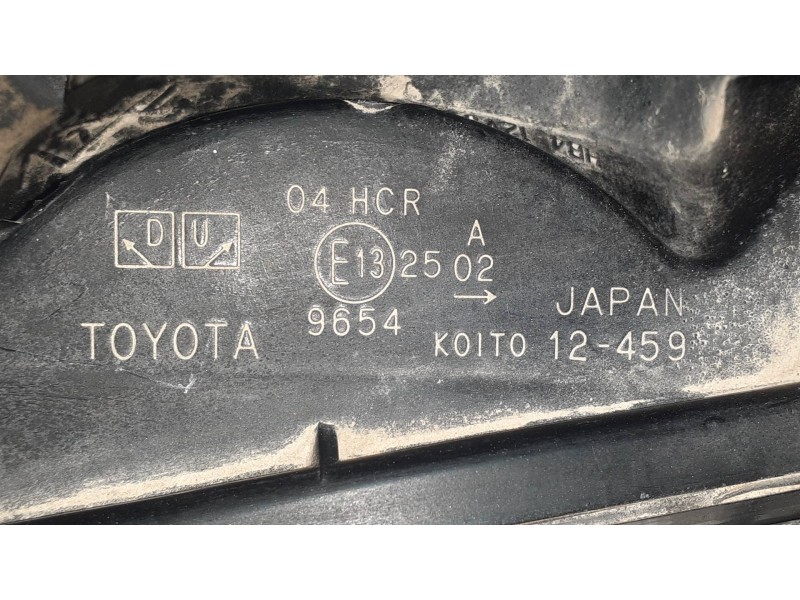 04 HCR
D U
A
E13 25 02
→
9654
TOYOTA
JAPAN
KOITO 12-459